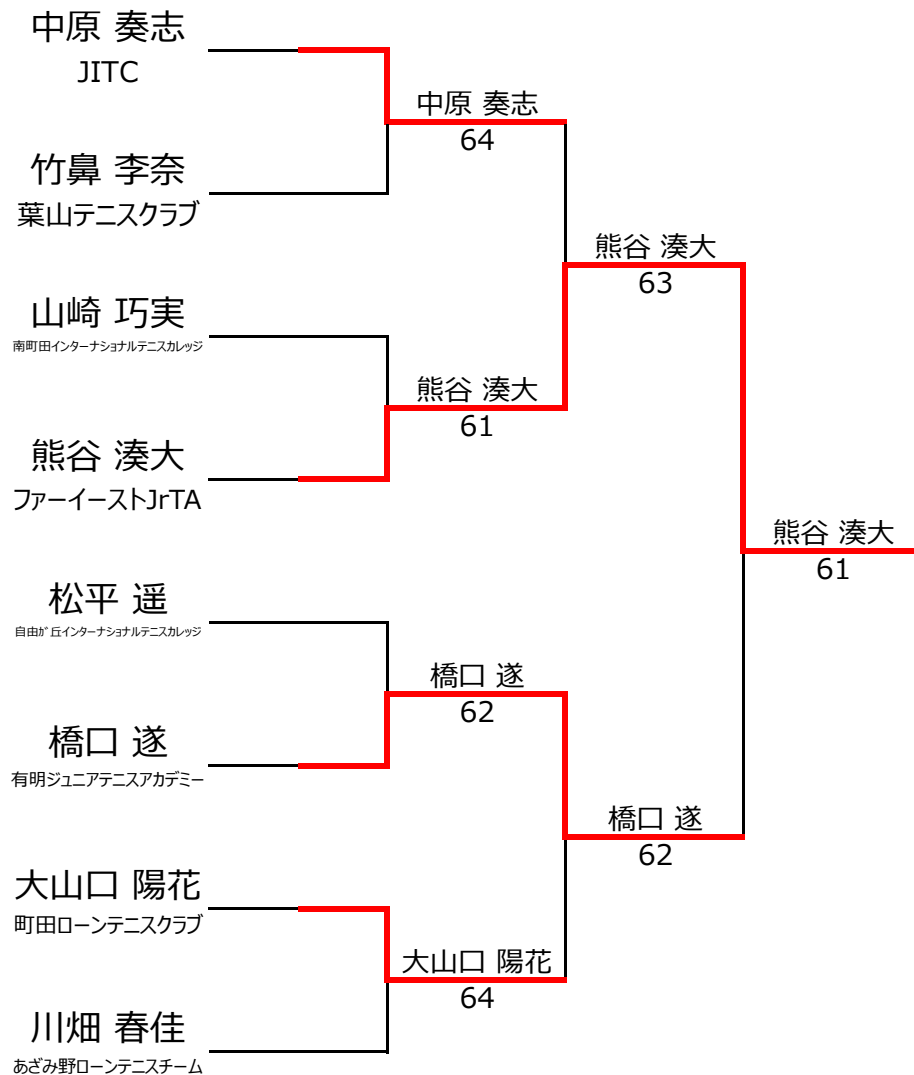 中原 奏志
JITC
竹鼻 李奈
葉山テニスクラブ
山崎 巧実
南町田インターナショナルテニスカレッジ
熊谷 湊大
ファーイーストJrTA
松平 遥
自由が丘インターナショナルテニスカレッジ
橋口 遂
有明ジュニアテニスアカデミー
大山口 陽花
町田ローンテニスクラブ
川畑 春佳
あざみ野ローンテニスチーム
中原 奏志
64
熊谷 湊大
61
橋口 遂
62
大山口 陽花
64
熊谷 湊大
63
橋口 遂
62
熊谷 湊大
61